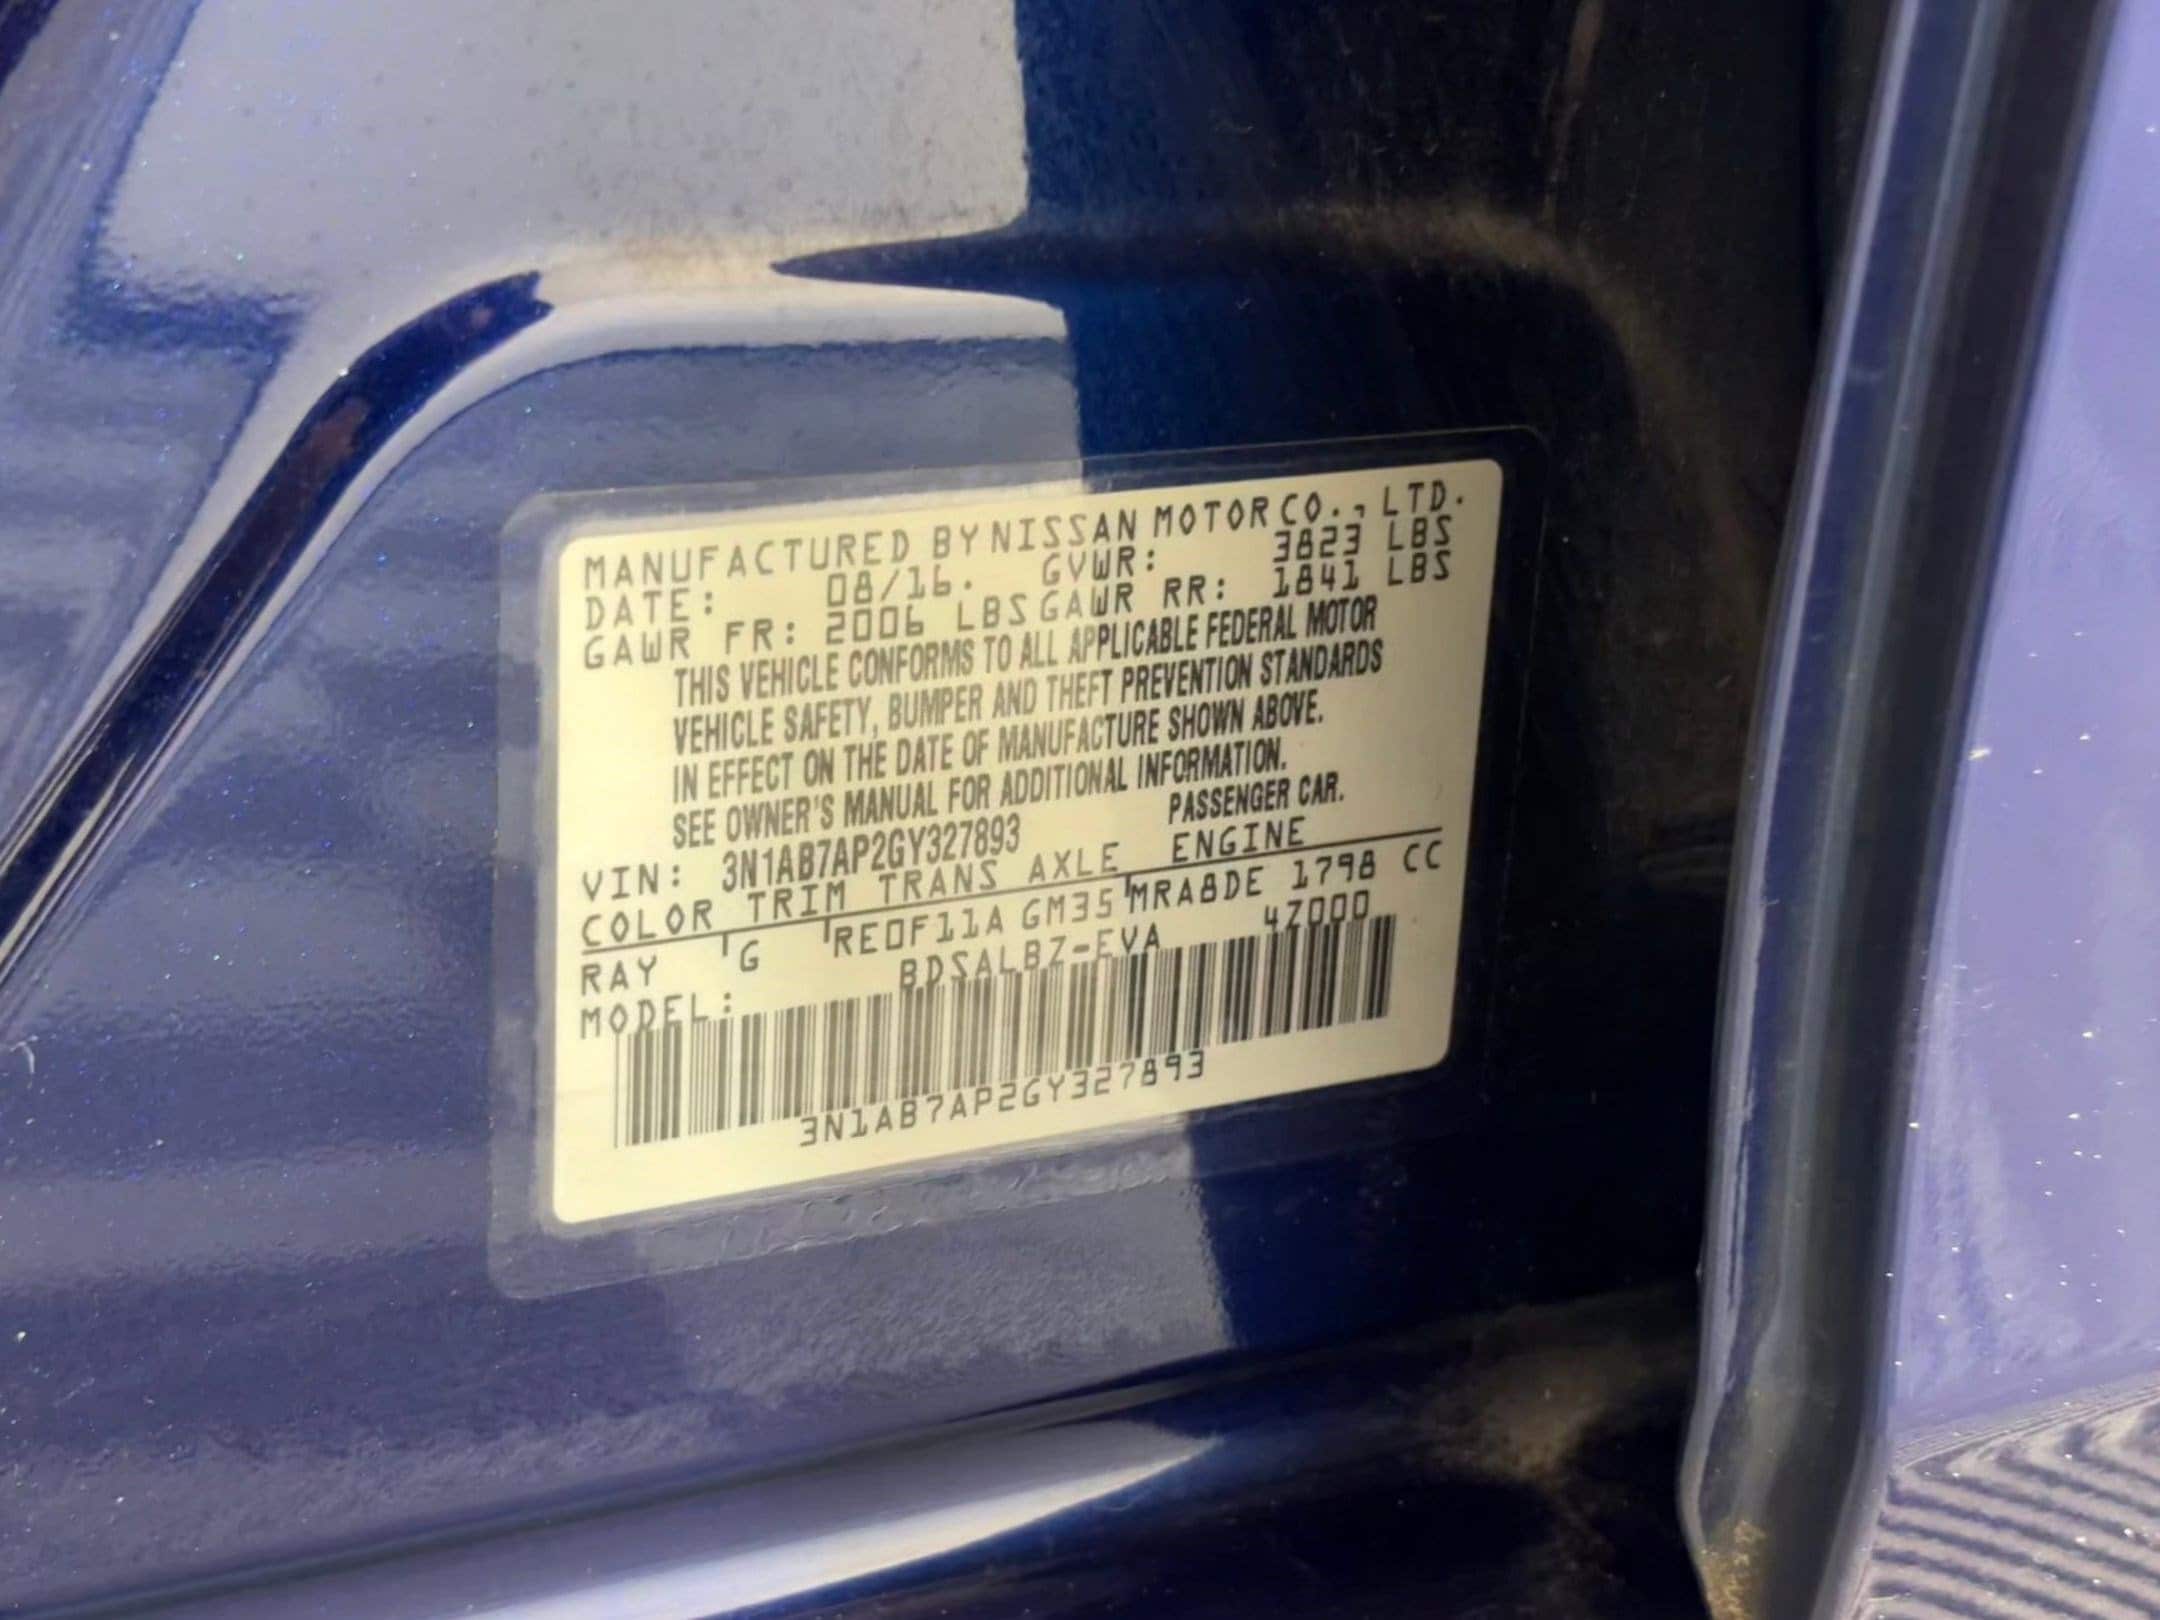 MANUFACTURED BY NISSAN MOTOR CO., LTD.
DATE: 08/16. GVWR: 3823 LBS
GAWR FR: 2006 LBS GAWR RR: 1841 LBS
THIS VEHICLE CONFORMS TO ALL APPLICABLE FEDERAL MOTOR
VEHICLE SAFETY, BUMPER AND THEFT PREVENTION STANDARDS
IN EFFECT ON THE DATE OF MANUFACTURE SHOWN ABOVE.
SEE OWNER'S MANUAL FOR ADDITIONAL INFORMATION.
VIN: 3N1AB7AP2GY327893 PASSENGER CAR.
COLOR TRIM TRANS AXLE ENGINE
RAY G RE0F11A GM35 MRA8DE 1798 CC
MODEL: BDSALBZ-EVA 4Z000
3N1AB7AP2GY327893